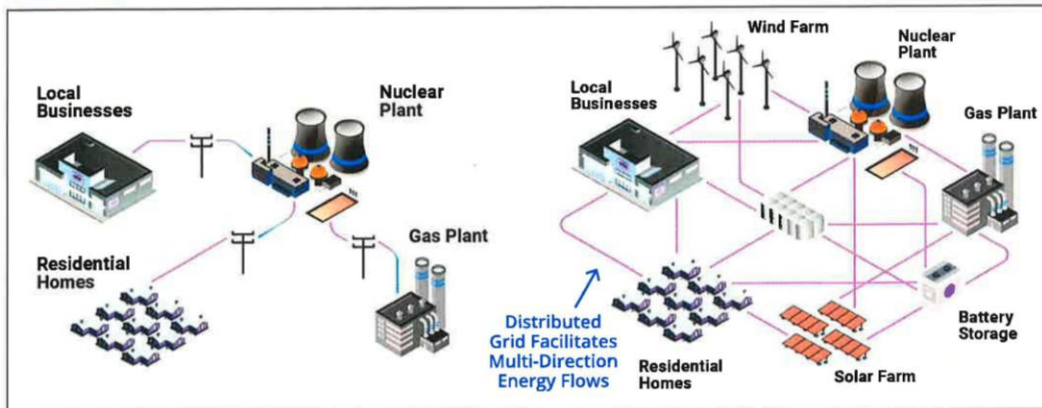 Local
Businesses
Nuclear
Plant
Residential
Homes
Gas Plant
Wind Farm
Nuclear
Plant
Local
Businesses
Gas Plant
Distributed
Grid Facilitates
Multi-Direction
Energy Flows
Residential
Homes
Solar Farm
Battery
Storage